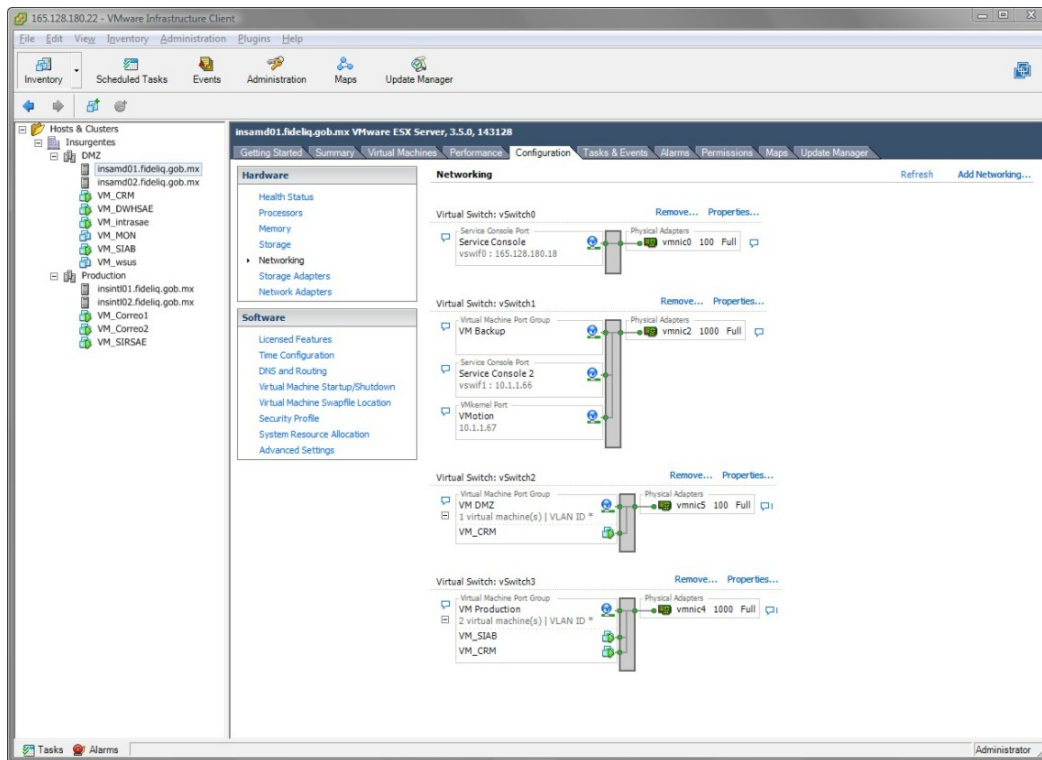 165.128.180.22 - VMware Infrastructure Client
File Edit View Inventory Administration Plugins Help
Inventory Scheduled Tasks Events Administration Maps Update Manager
Hosts & Clusters
Insurgentes
DMZ
insamd01.fideliq.gob.mx
insamd02.fideliq.gob.mx
VM_CRM
VM_DWHSAE
VM_intrasae
VM_MON
VM_SIAB
VM_wsus
Production
insintl01.fideliq.gob.mx
insintl02.fideliq.gob.mx
VM_Correo1
VM_Correo2
VM_SIRSAE
insamd01.fideliq.gob.mx VMware ESX Server, 3.5.0, 143128
Getting Started Summary Virtual Machines Performance Configuration Tasks & Events Alarms Permissions Maps Update Manager
Hardware
Health Status
Processors
Memory
Storage
Networking
Storage Adapters
Network Adapters
Software
Licensed Features
Time Configuration
DNS and Routing
Virtual Machine Startup/Shutdown
Virtual Machine Swapfile Location
Security Profile
System Resource Allocation
Advanced Settings
Networking Refresh Add Networking...
Virtual Switch: vSwitch0 Remove... Properties...
Service Console Port Physical Adapters
Service Console vmnic0 100 Full
vswif0 : 165.128.180.18
Virtual Switch: vSwitch1 Remove... Properties...
Virtual Machine Port Group Physical Adapters
VM Backup vmnic2 1000 Full
Service Console Port
Service Console 2
vswif1 : 10.1.1.66
VMkernel Port
VMotion
10.1.1.67
Virtual Switch: vSwitch2 Remove... Properties...
Virtual Machine Port Group Physical Adapters
VM DMZ vmnic5 100 Full
1 virtual machine(s) | VLAN ID *
VM_CRM
Virtual Switch: vSwitch3 Remove... Properties...
Virtual Machine Port Group Physical Adapters
VM Production vmnic4 1000 Full
2 virtual machine(s) | VLAN ID *
VM_SIAB
VM_CRM
Tasks Alarms Administrator